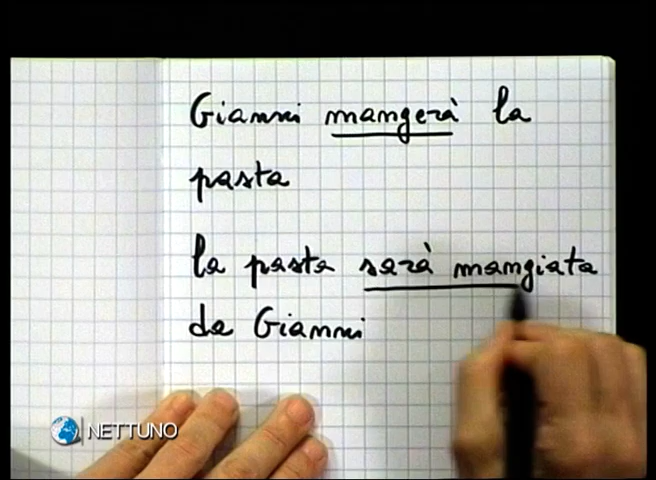 Gianni mangerà la
pasta
la pasta sarà mangiata
da Gianni
NETTUNO